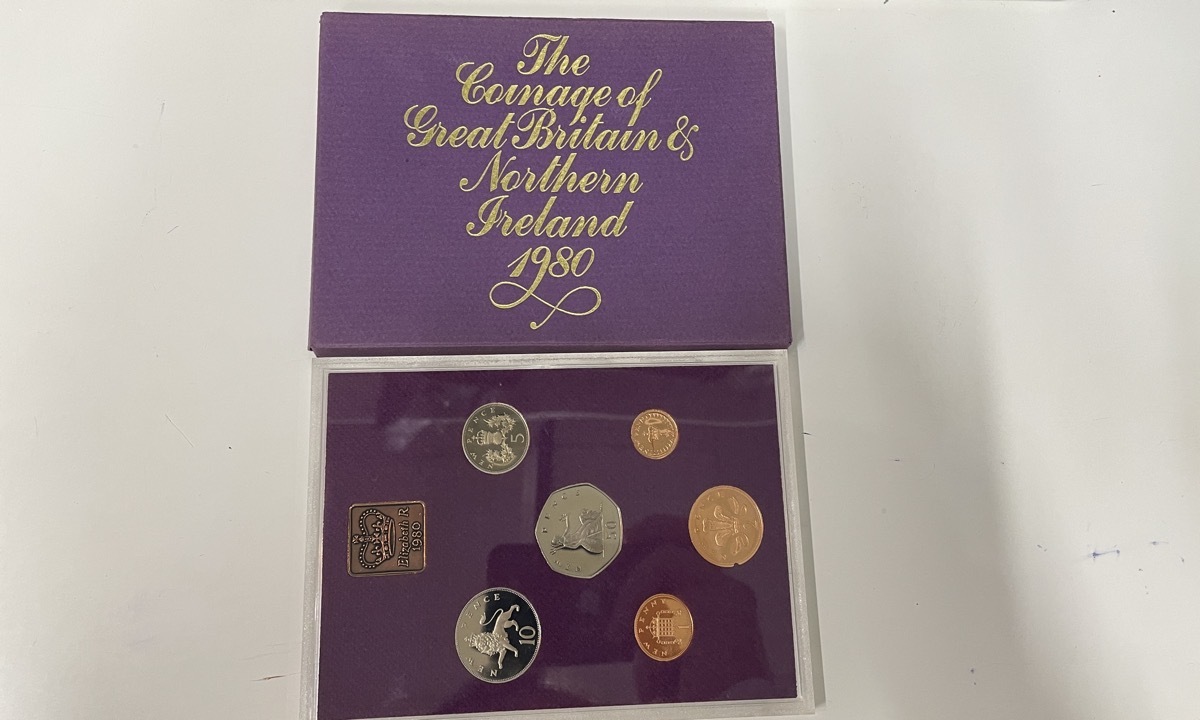 The
Coinage of
Great Britain &
Northern
Ireland
1980
NEW PENCE
5
Elizabeth R
1980
50
NEW PENCE
10
NEW PENNY
1